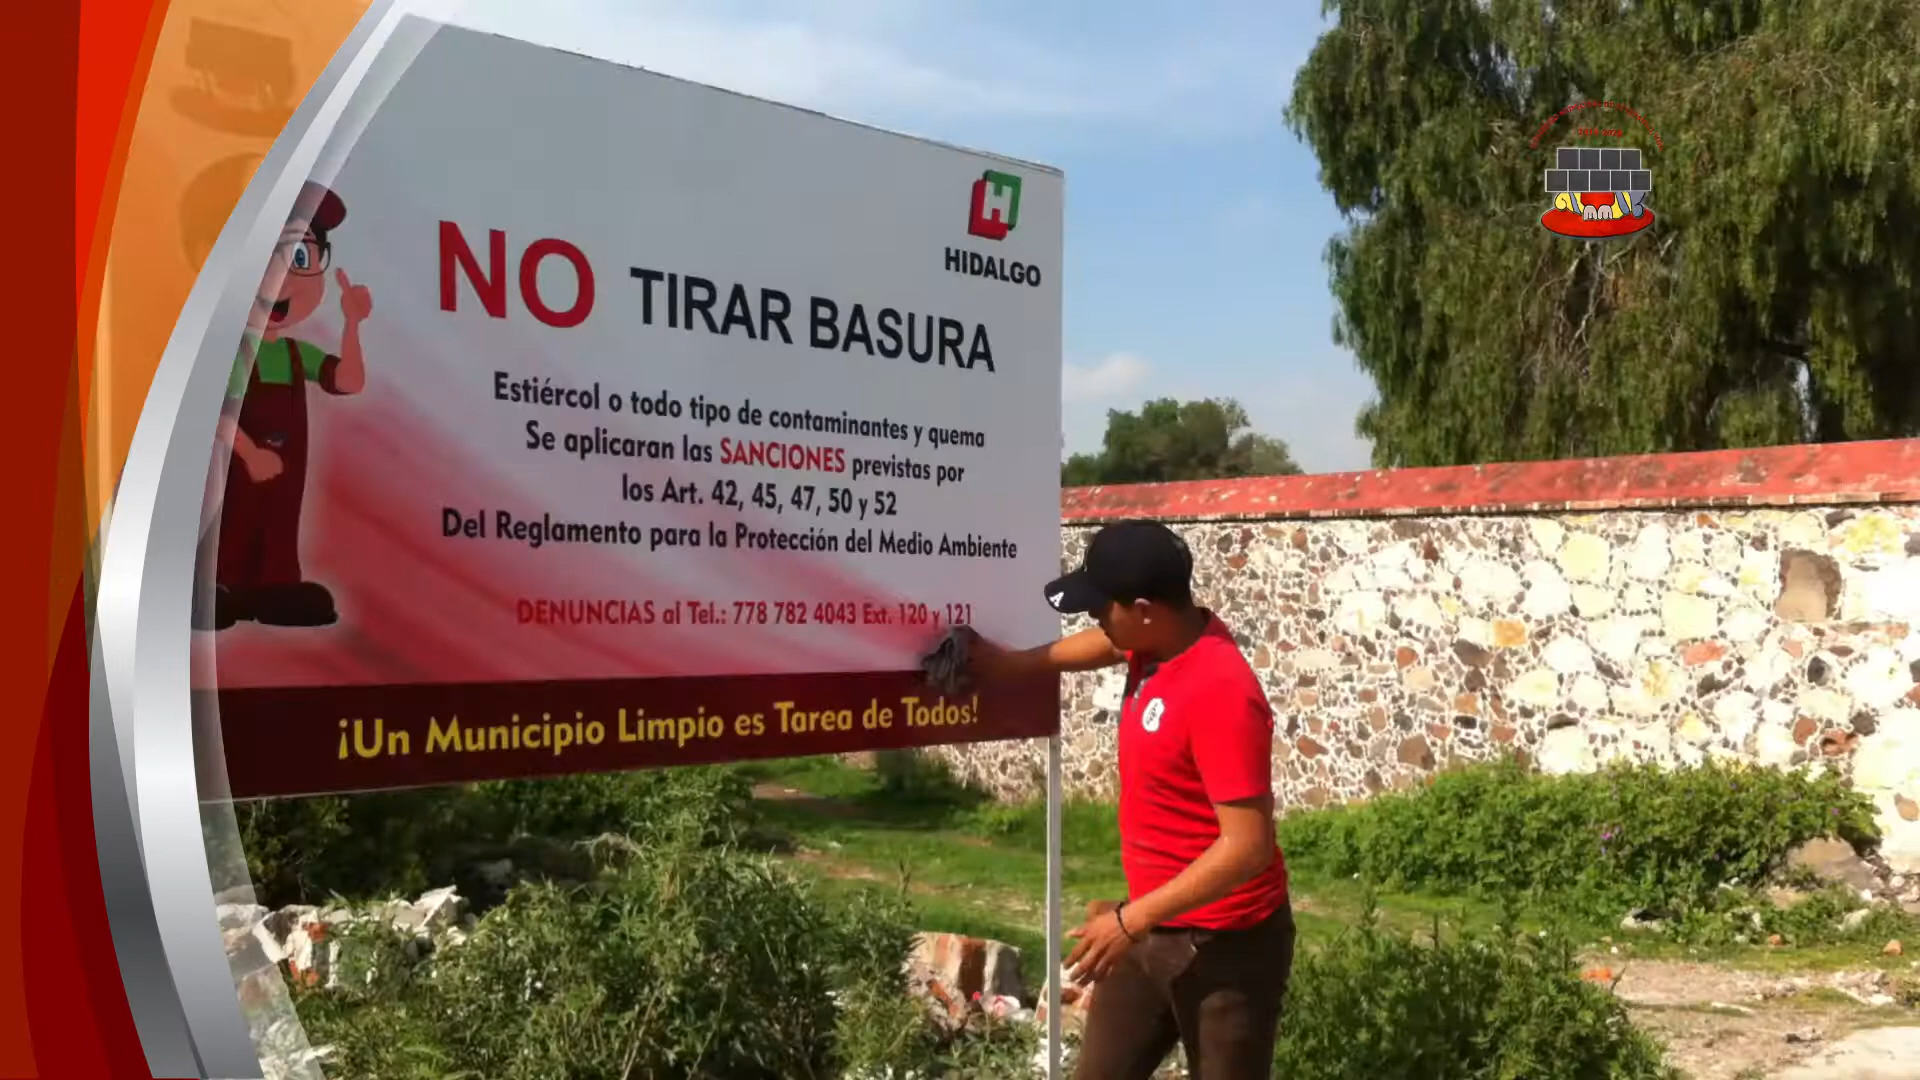 HIDALGO
NO TIRAR BASURA
Estiércol o todo tipo de contaminantes y quema
Se aplicaran las SANCIONES previstas por
los Art. 42, 45, 47, 50 y 52
Del Reglamento para la Protección del Medio Ambiente
DENUNCIAS al Tel.: 778 782 4043 Ext. 120 y 121
¡Un Municipio Limpio es Tarea de Todos!